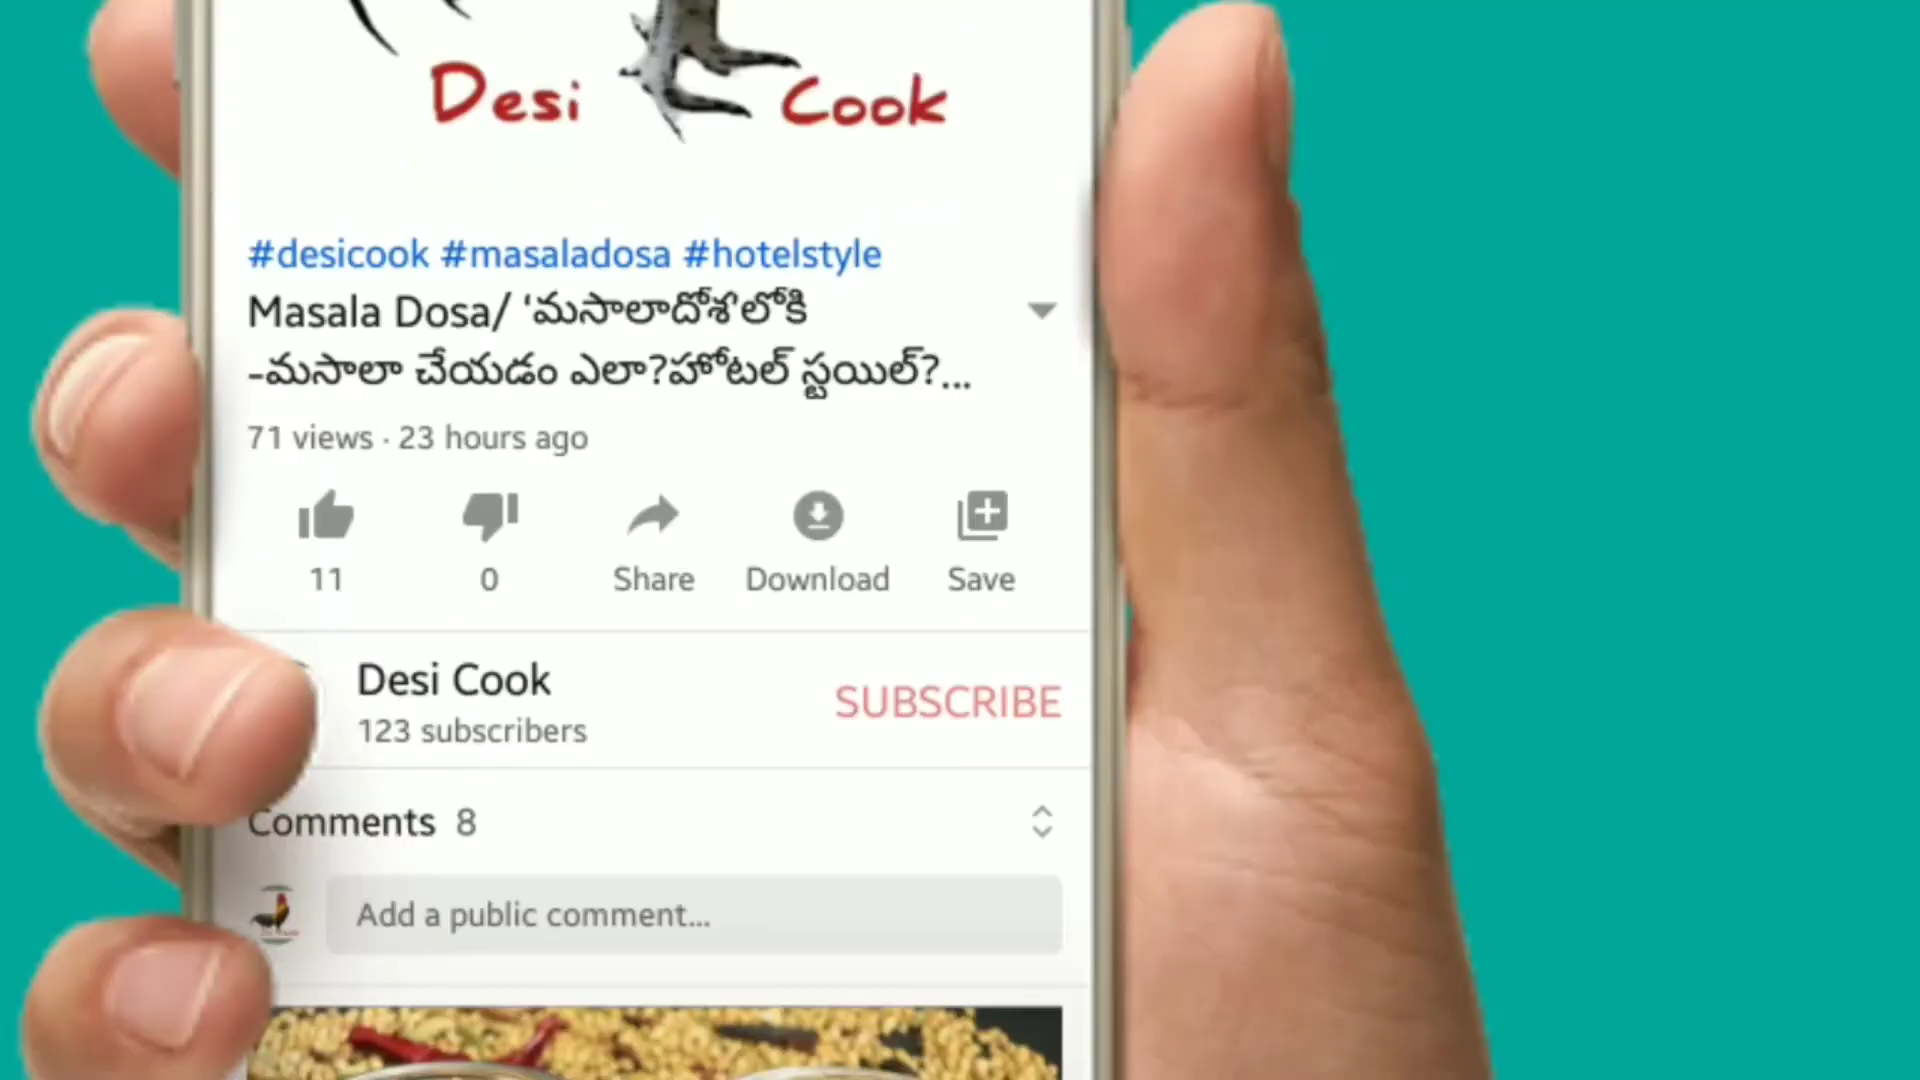 Desi Cook
#desicook #masaladosa #hotelstyle
Masala Dosa/ ‘మసాలాదోశ’లోకి
-మసాలా చేయడం ఎలా?హోటల్ స్టయిల్?...
71 views · 23 hours ago
11 0 Share Download Save
Desi Cook
SUBSCRIBE
123 subscribers
Comments 8
Add a public comment...